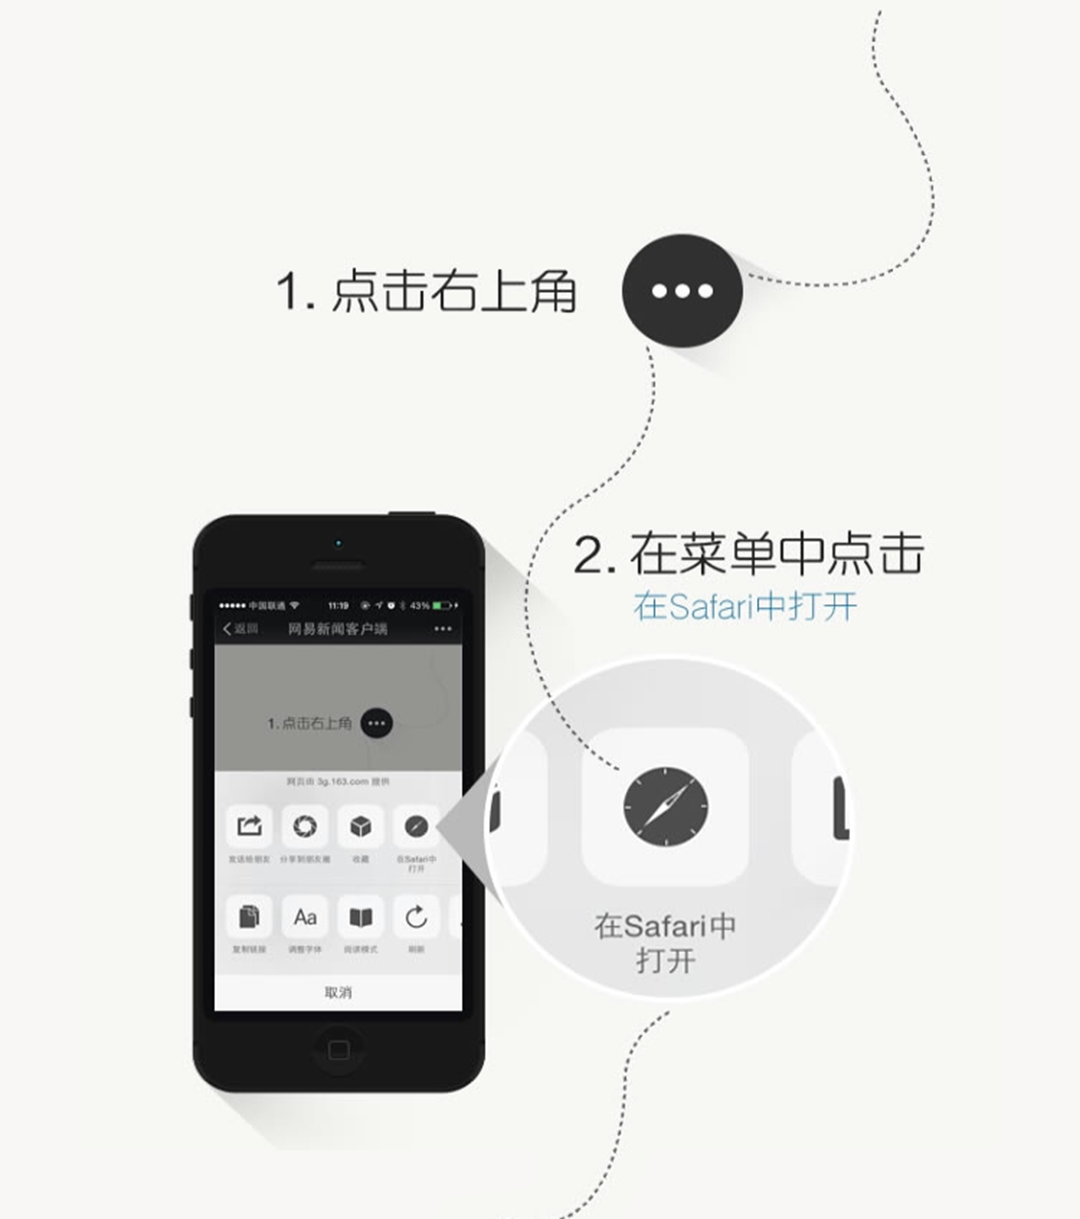 1. 点击右上角
2. 在菜单中点击
在Safari中打开
中国联通
11:19
43%
返回
网易新闻客户端
1. 点击右上角
网页由 3g.163.com 提供
发送给朋友
分享到朋友圈
收藏
在Safari中
打开
复制链接
Aa
调整字体
阅读模式
刷新
取消
在Safari中
打开